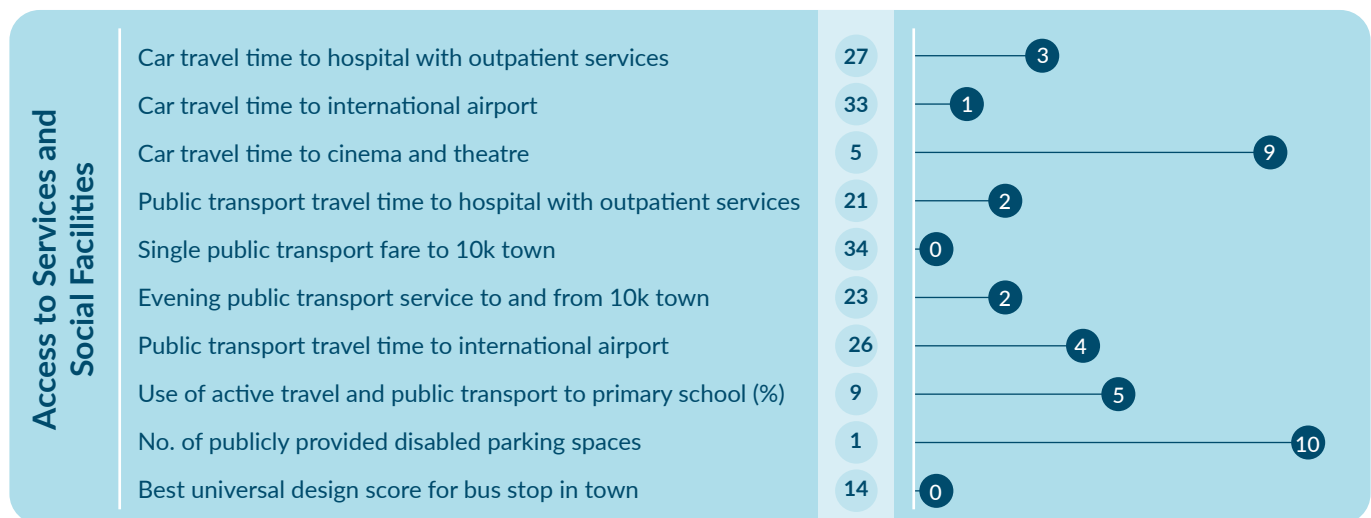 Access to Services and
Social Facilities
Car travel time to hospital with outpatient services 27 3
Car travel time to international airport 33 1
Car travel time to cinema and theatre 5 9
Public transport travel time to hospital with outpatient services 21 2
Single public transport fare to 10k town 34 0
Evening public transport service to and from 10k town 23 2
Public transport travel time to international airport 26 4
Use of active travel and public transport to primary school (%) 9 5
No. of publicly provided disabled parking spaces 1 10
Best universal design score for bus stop in town 14 0